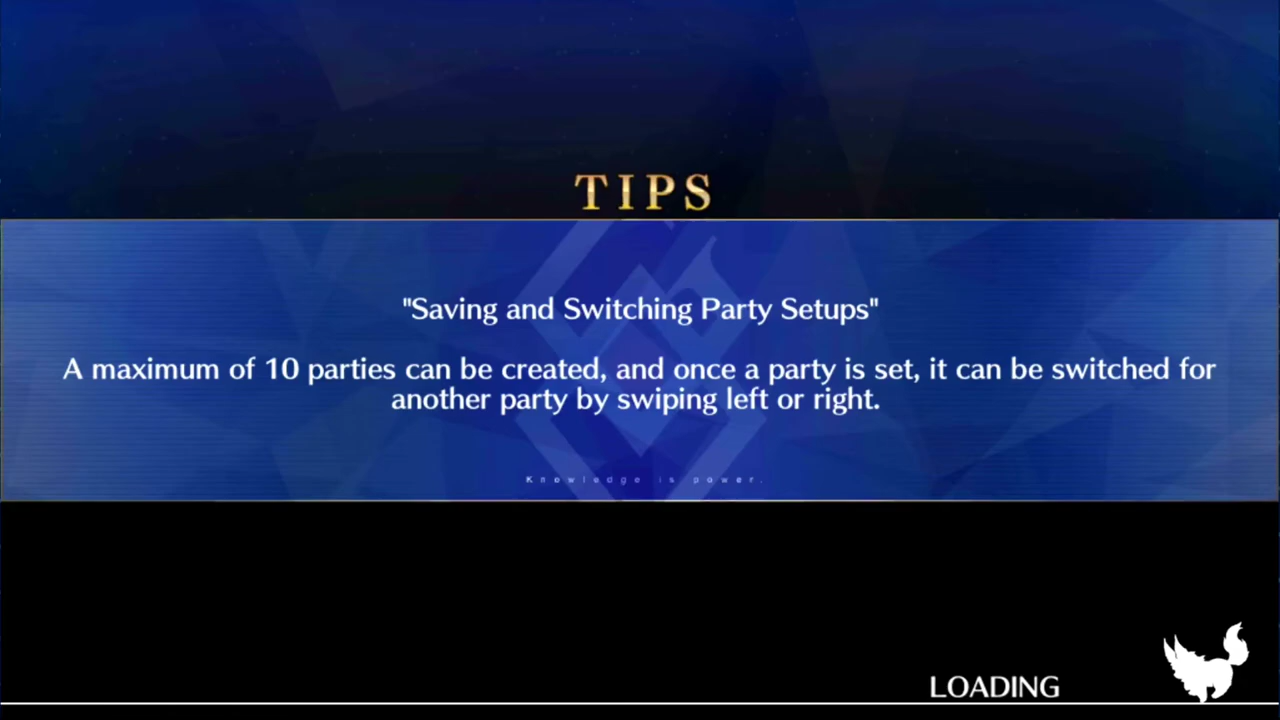 TIPS
"Saving and Switching Party Setups"
A maximum of 10 parties can be created, and once a party is set, it can be switched for
another party by swiping left or right.
Knowledge is power.
LOADING